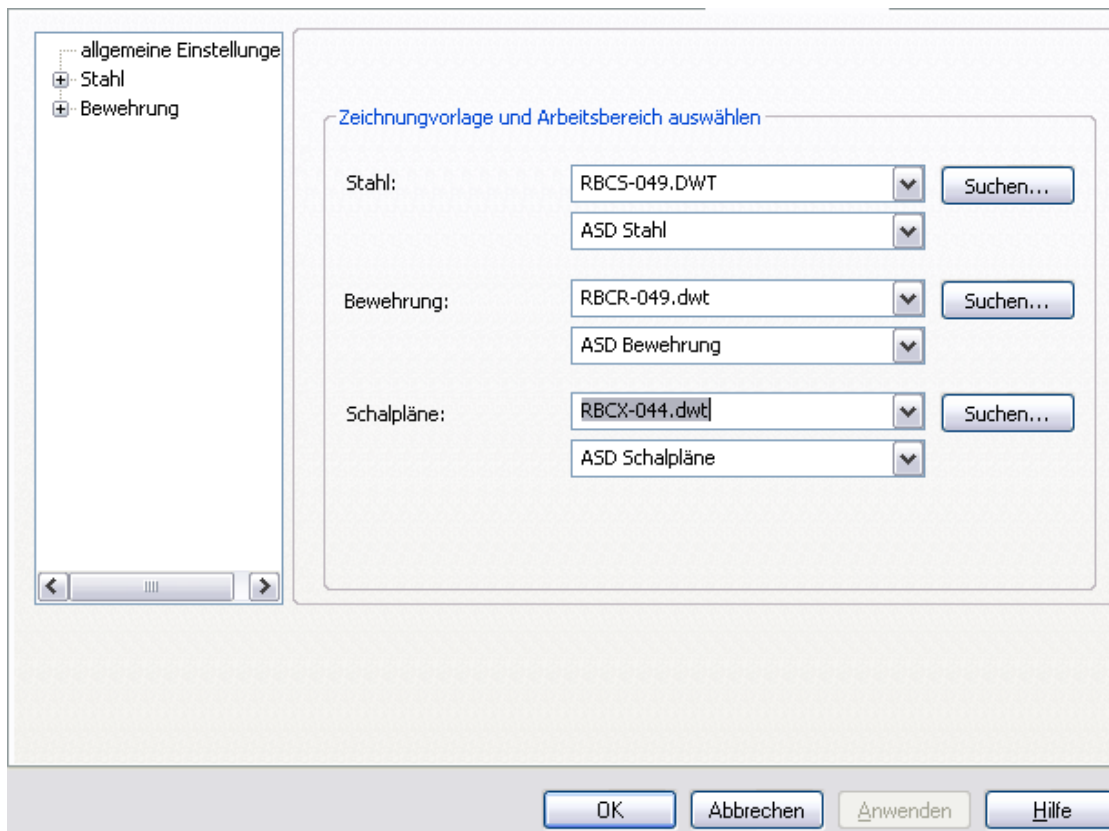 allgemeine Einstellunge
Stahl
Bewehrung
Zeichnungvorlage und Arbeitsbereich auswählen
Stahl:
RBCS-049.DWT
Suchen...
ASD Stahl
Bewehrung:
RBCR-049.dwt
Suchen...
ASD Bewehrung
Schalpläne:
RBCX-044.dwt
Suchen...
ASD Schalpläne
OK
Abbrechen
Anwenden
Hilfe